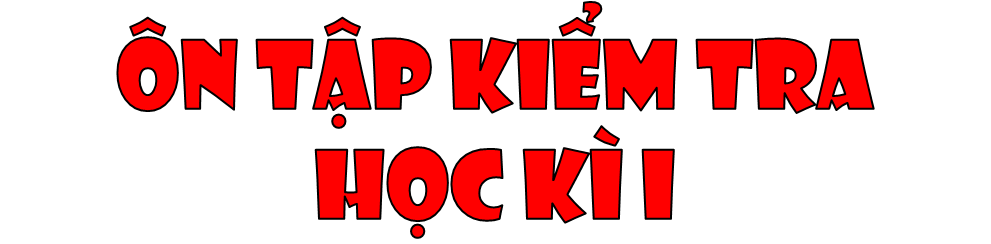 ÔN TẬP KIỂM TRA
HỌC KÌ I